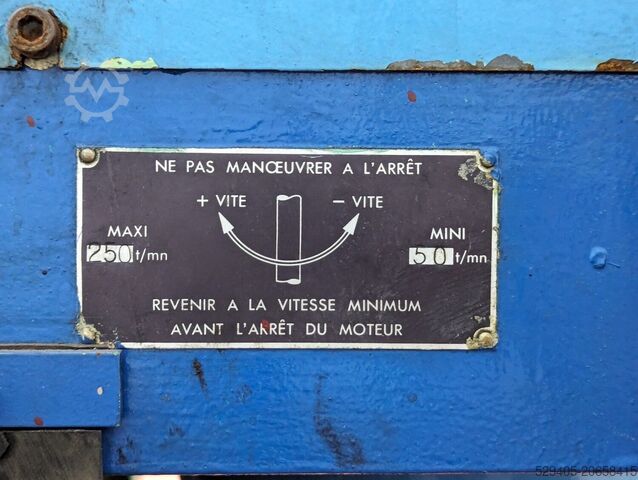 NE PAS MANŒUVRER A L'ARRÊT
+ VITE - VITE
MAXI MINI
250 t/mn 50 t/mn
REVENIR A LA VITESSE MINIMUM
AVANT L'ARRÊT DU MOTEUR
529405-20658415